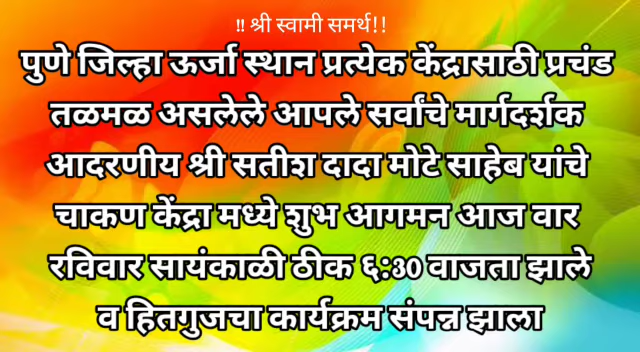 !! श्री स्वामी समर्थ!!
पुणे जिल्हा ऊर्जा स्थान प्रत्येक केंद्रासाठी प्रचंड
तळमळ असलेले आपले सर्वांचे मार्गदर्शक
आदरणीय श्री सतीश दादा मोटे साहेब यांचे
चाकण केंद्रा मध्ये शुभ आगमन आज वार
रविवार सायंकाळी ठीक ६:30 वाजता झाले
व हितगुजचा कार्यक्रम संपन्न झाला